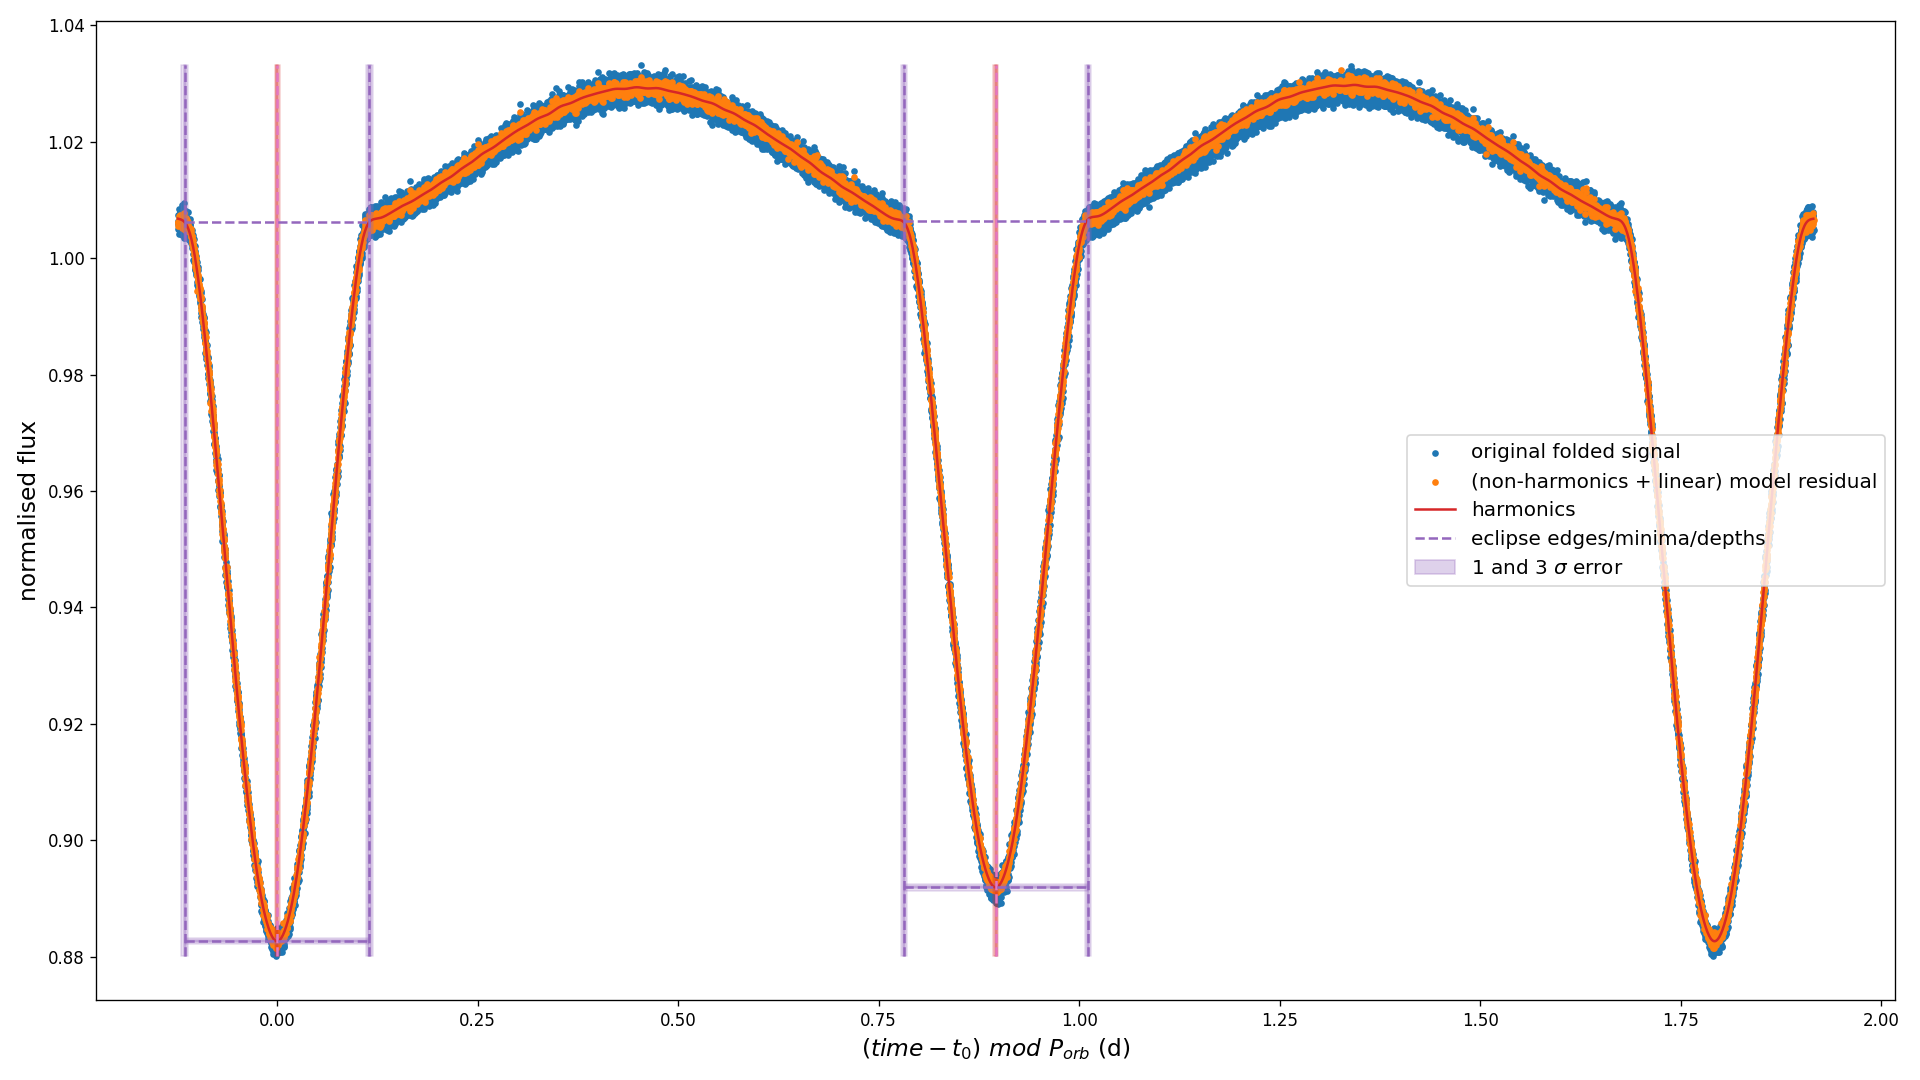 1.04
1.02
1.00
0.98
0.96
0.94
0.92
0.90
0.88
normalised flux
original folded signal
(non-harmonics + linear) model residual
harmonics
eclipse edges/minima/depths
1 and 3 σ error
0.00 0.25 0.50 0.75 1.00 1.25 1.50 1.75 2.00
(time − t₀) mod Pₒᵣb (d)